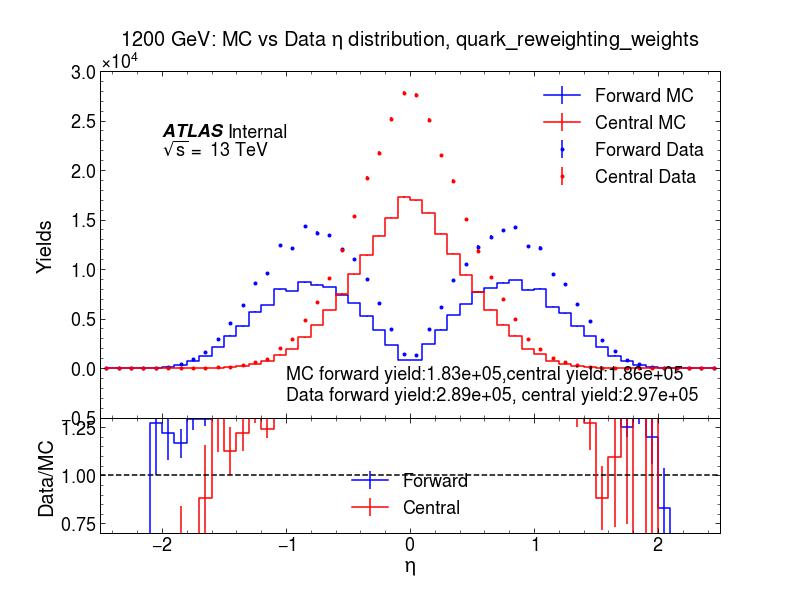 1200 GeV: MC vs Data η distribution, quark_reweighting_weights
×10⁴
3.0
2.5
2.0
1.5
1.0
0.5
0.0
0.5
Yields
ATLAS Internal
√s = 13 TeV
Forward MC
Central MC
Forward Data
Central Data
MC forward yield:1.83e+05,central yield:1.86e+05
Data forward yield:2.89e+05, central yield:2.97e+05
1.25
1.00
0.75
Data/MC
Forward
Central
−2 −1 0 1 2
η